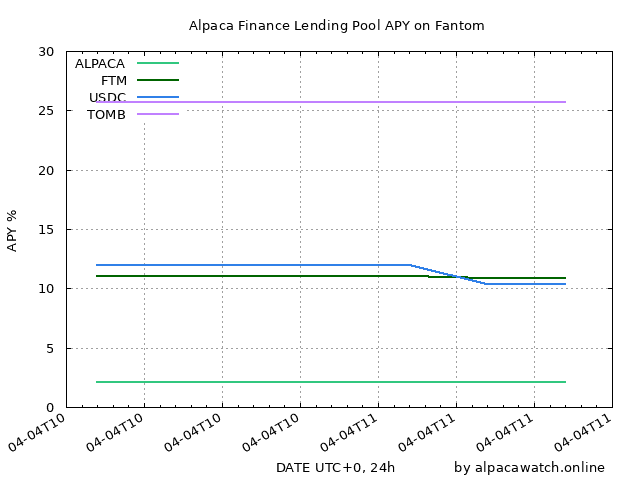 Alpaca Finance Lending Pool APY on Fantom
30
25
20
15
10
5
0
APY %
ALPACA
FTM
USDC
TOMB
04-04T10
04-04T10
04-04T10
04-04T10
04-04T11
04-04T11
04-04T11
04-04T11
DATE UTC+0, 24h
by alpacawatch.online